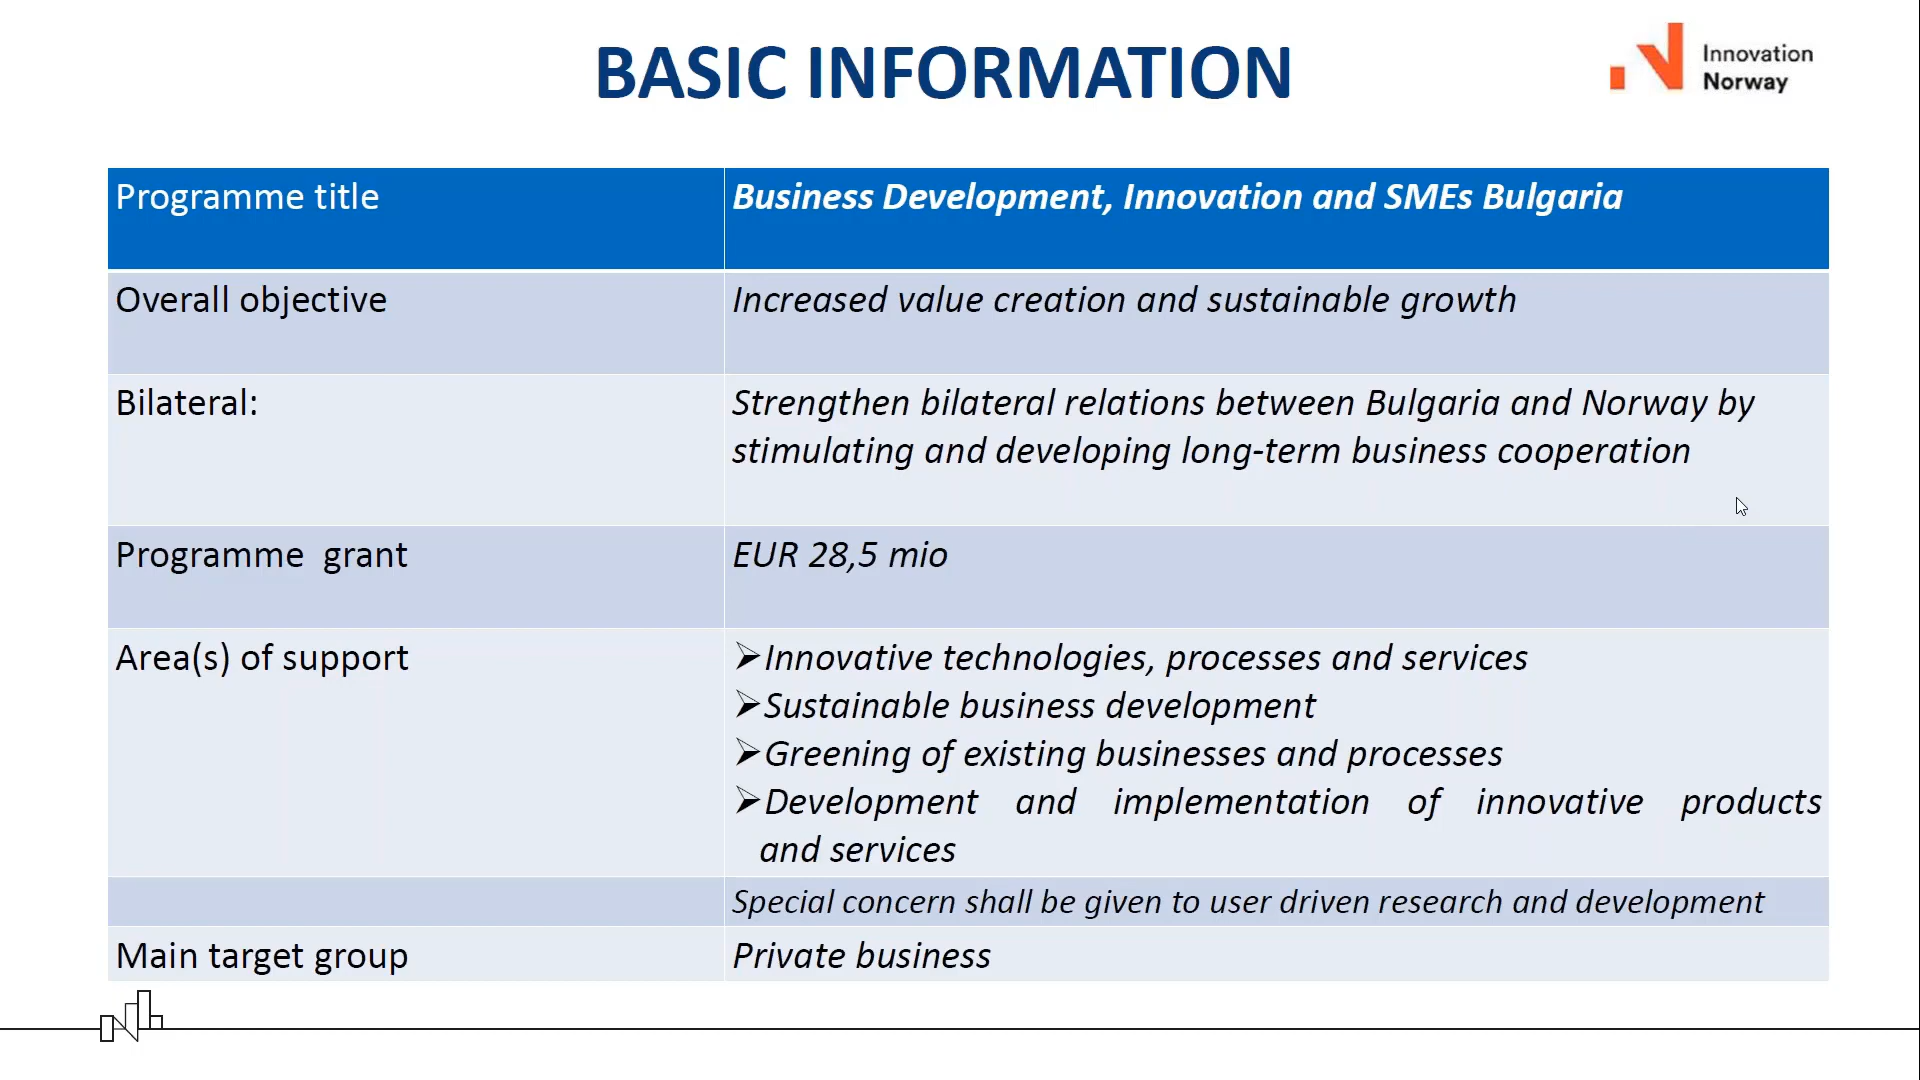 BASIC INFORMATION
Innovation
Norway
Programme title
Business Development, Innovation and SMEs Bulgaria
Overall objective
Increased value creation and sustainable growth
Bilateral:
Strengthen bilateral relations between Bulgaria and Norway by
stimulating and developing long-term business cooperation
Programme grant
EUR 28,5 mio
Area(s) of support
➢Innovative technologies, processes and services
➢Sustainable business development
➢Greening of existing businesses and processes
➢Development and implementation of innovative products
and services
Special concern shall be given to user driven research and development
Main target group
Private business